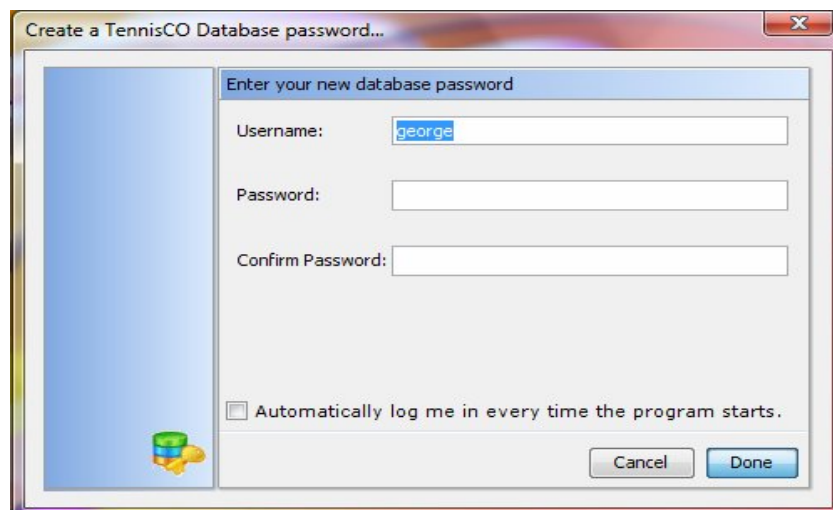 Create a TennisCO Database password...
Enter your new database password
Username: george
Password:
Confirm Password:
Automatically log me in every time the program starts.
Cancel Done